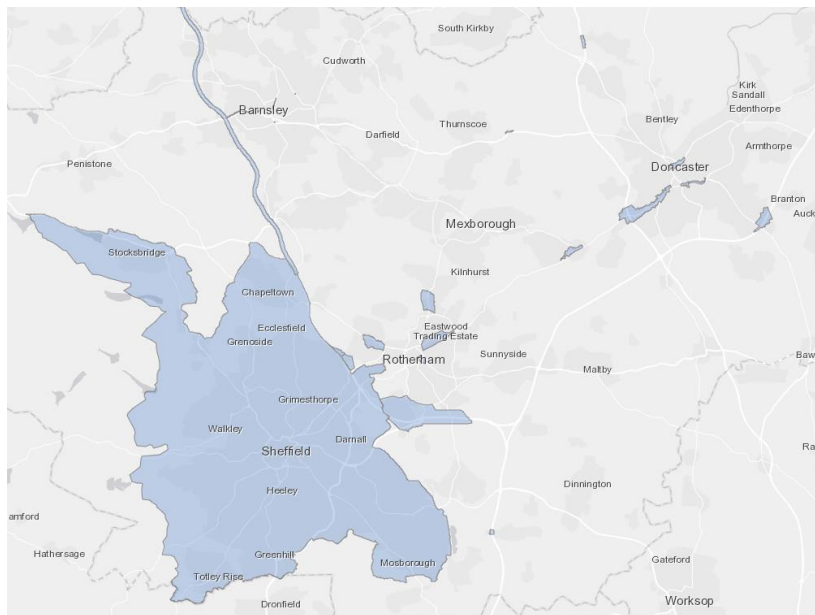 South Kirkby
Cudworth
Kirk
Sandall
Edenthorpe
Barnsley
Thurnscoe
Bentley
Darfield
Armthorpe
Penistone
Doncaster
Branton
Auck
Mexborough
Stocksbridge
Kilnhurst
Chapeltown
Ecclesfield
Eastwood
Trading Estate
Grenoside
Rotherham
Sunnyside
Baw
Maltby
Grimesthorpe
Walkley
Darnall
Sheffield
Ra
Dinnington
Heeley
amford
Hathersage
Greenhill
Mosborough
Gateford
Totley Rise
Dronfield
Worksop